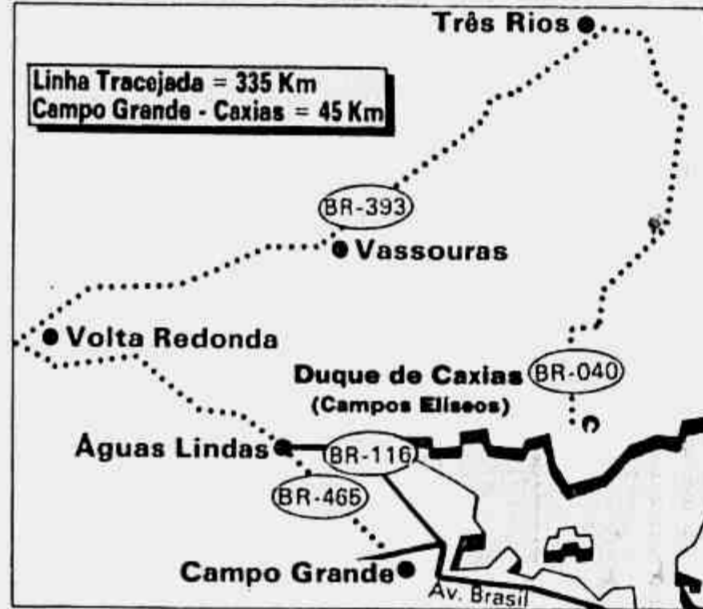 Três Rios
Linha Tracejada = 335 Km
Campo Grande - Caxias = 45 Km
BR-393
Vassouras
Volta Redonda
Duque de Caxias
BR-040
(Campos Eliseos)
Águas Lindas
BR-116
BR-465
Campo Grande
Av. Brasil